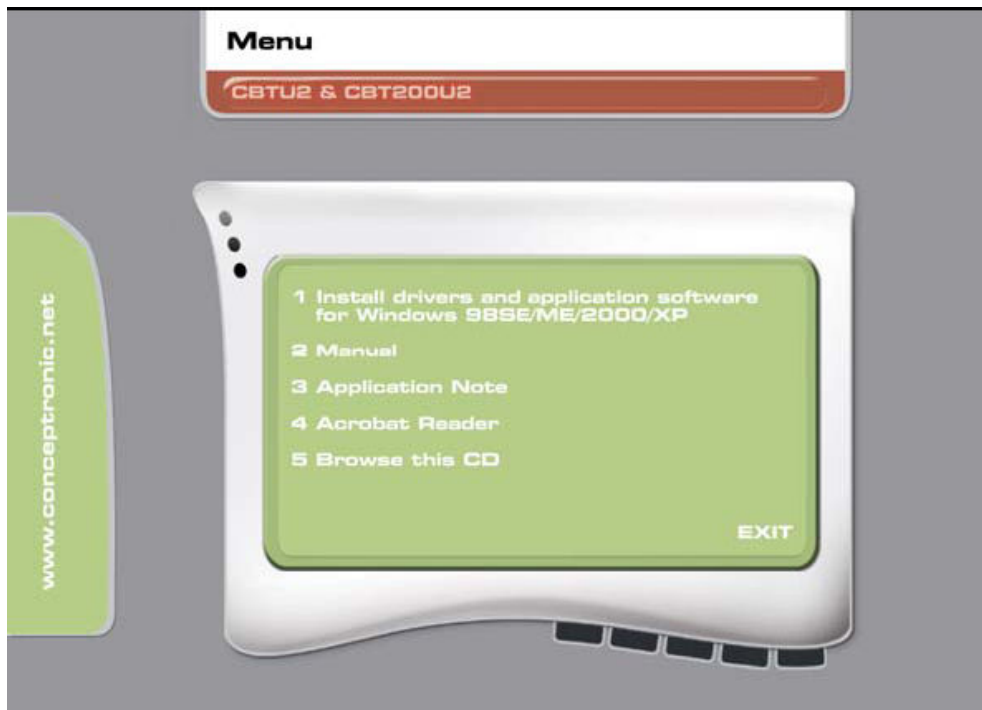 Menu
CBTU2 & CBT200U2
www.conceptronic.net
1 Install drivers and application software
for Windows 98SE/ME/2000/XP
2 Manual
3 Application Note
4 Acrobat Reader
5 Browse this CD
EXIT